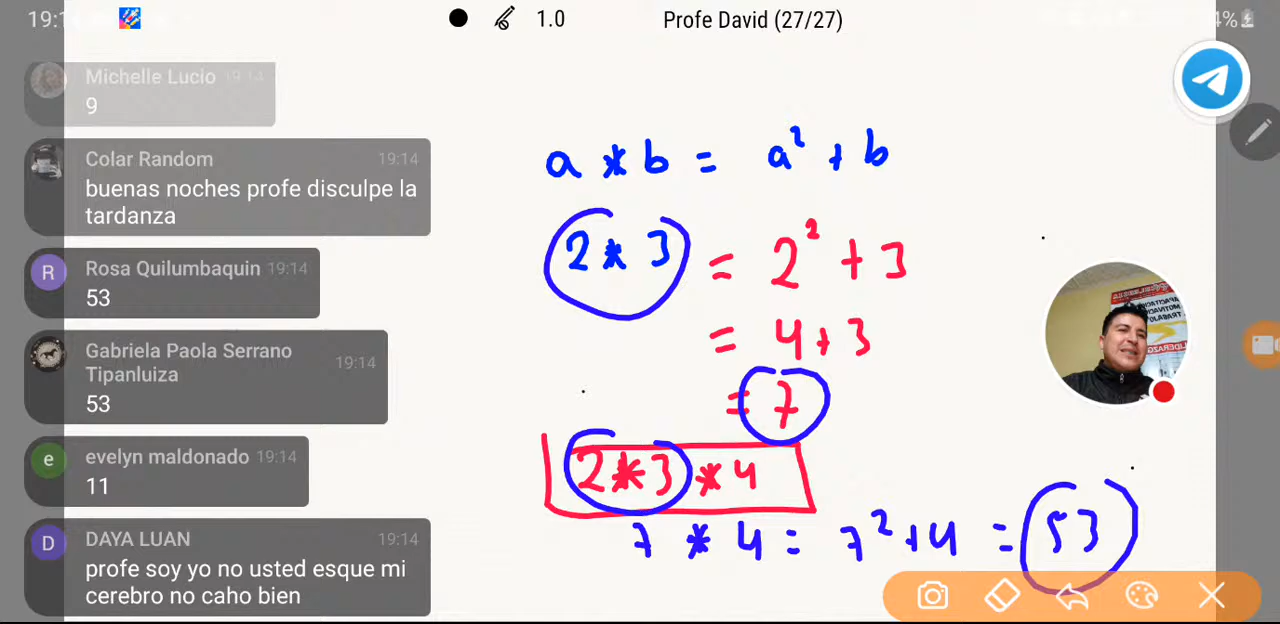 19:1
1.0
Profe David (27/27)
4%
Michelle Lucio 19:14
9
Colar Random 19:14
buenas noches profe disculpe la
tardanza
R
Rosa Quilumbaquin 19:14
53
Gabriela Paola Serrano
Tipanluiza 19:14
53
e
evelyn maldonado 19:14
11
D
DAYA LUAN 19:14
profe soy yo no usted esque mi
cerebro no caho bien
a * b = a² + b
2 * 3 = 2² + 3
= 4 + 3
= 7
2 * 3 * 4
7 * 4 = 7² + 4 = 53